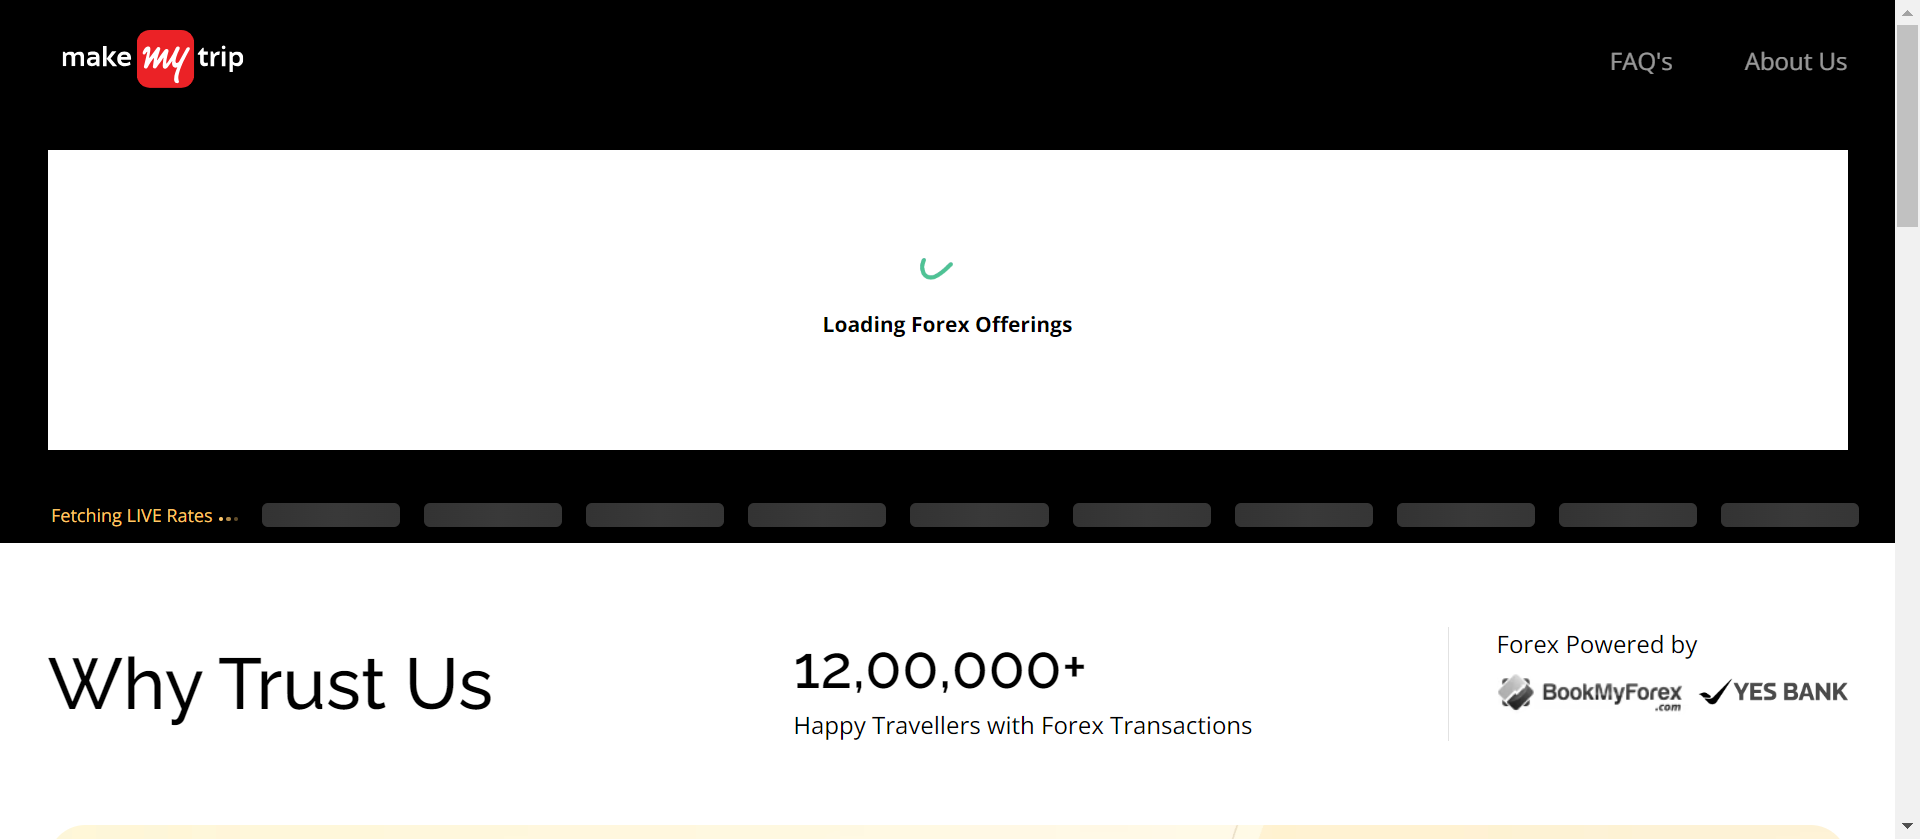 make my trip
FAQ's
About Us
Loading Forex Offerings
Fetching LIVE Rates
Why Trust Us
12,00,000+
Happy Travellers with Forex Transactions
Forex Powered by
BookMyForex
.com
YES BANK